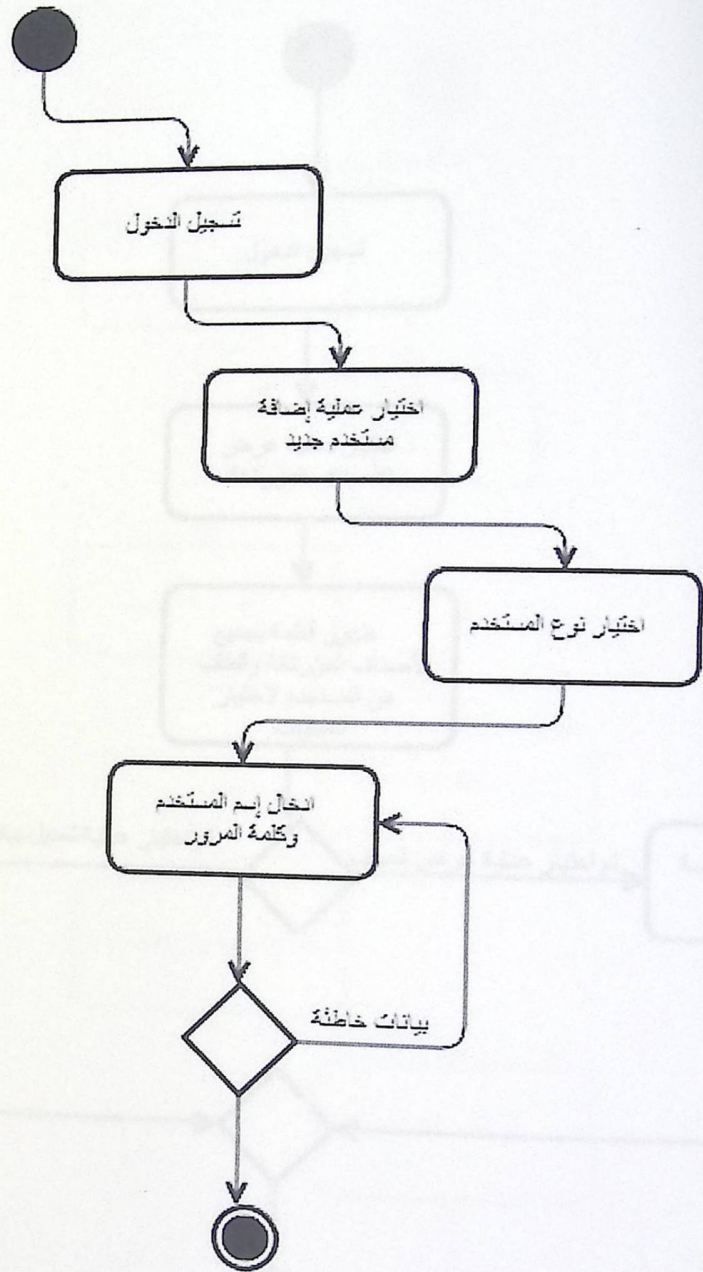 تسجيل الدخول
اختيار عملية إضافة
مستخدم جديد
اختيار نوع المستخدم
ادخال إسم المستخدم
وكلمة المرور
بيانات خاطئة